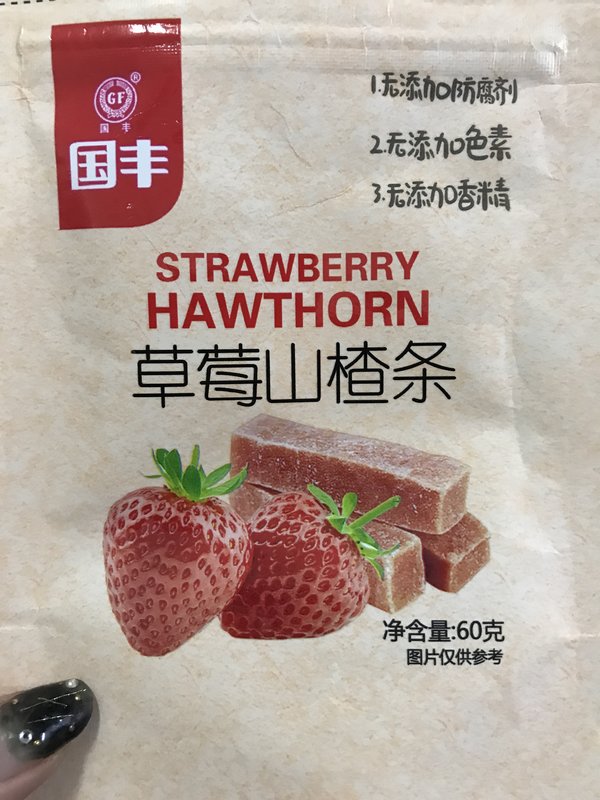 GF
®
国丰
国丰
1.无添加防腐剂
2.无添加色素
3.无添加香精
STRAWBERRY
HAWTHORN
草莓山楂条
净含量:60克
图片仅供参考